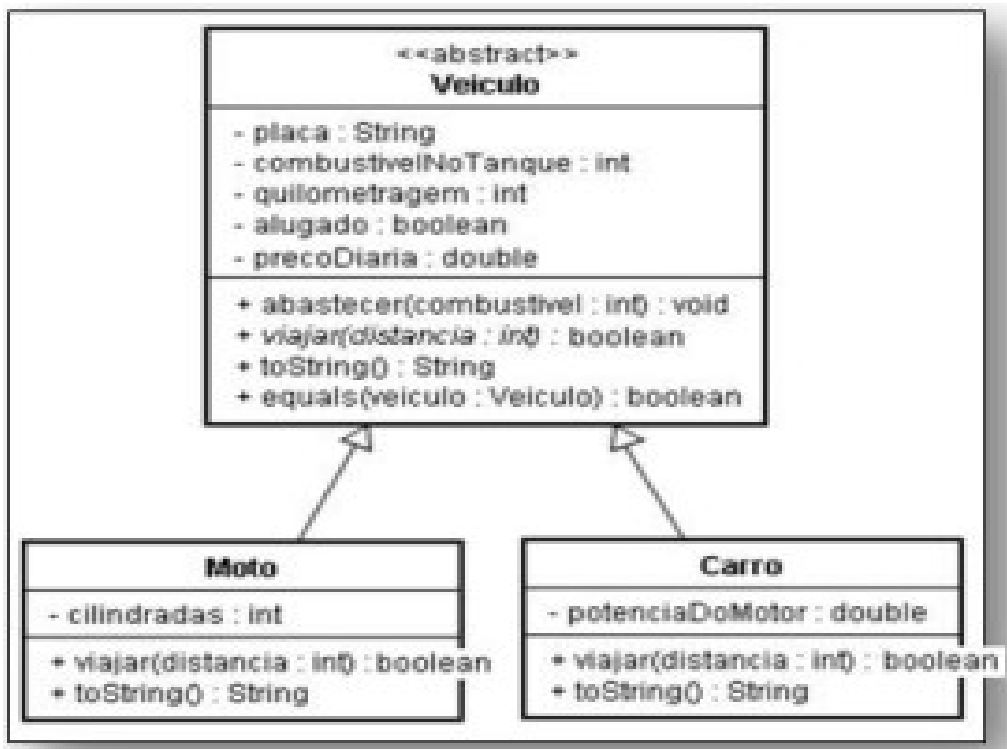 <<abstract>>
Veiculo
- placa : String
- combustivelNoTanque : int
- quilometragem : int
- alugado : boolean
- precoDiaria : double
+ abastecer(combustivel : int) : void
+ viajar(distancia : int) : boolean
+ toString() : String
+ equals(veiculo : Veiculo) : boolean
Moto
- cilindradas : int
+ viajar(distancia : int) : boolean
+ toString() : String
Carro
- potenciaDoMotor : double
+ viajar(distancia : int) : boolean
+ toString() : String